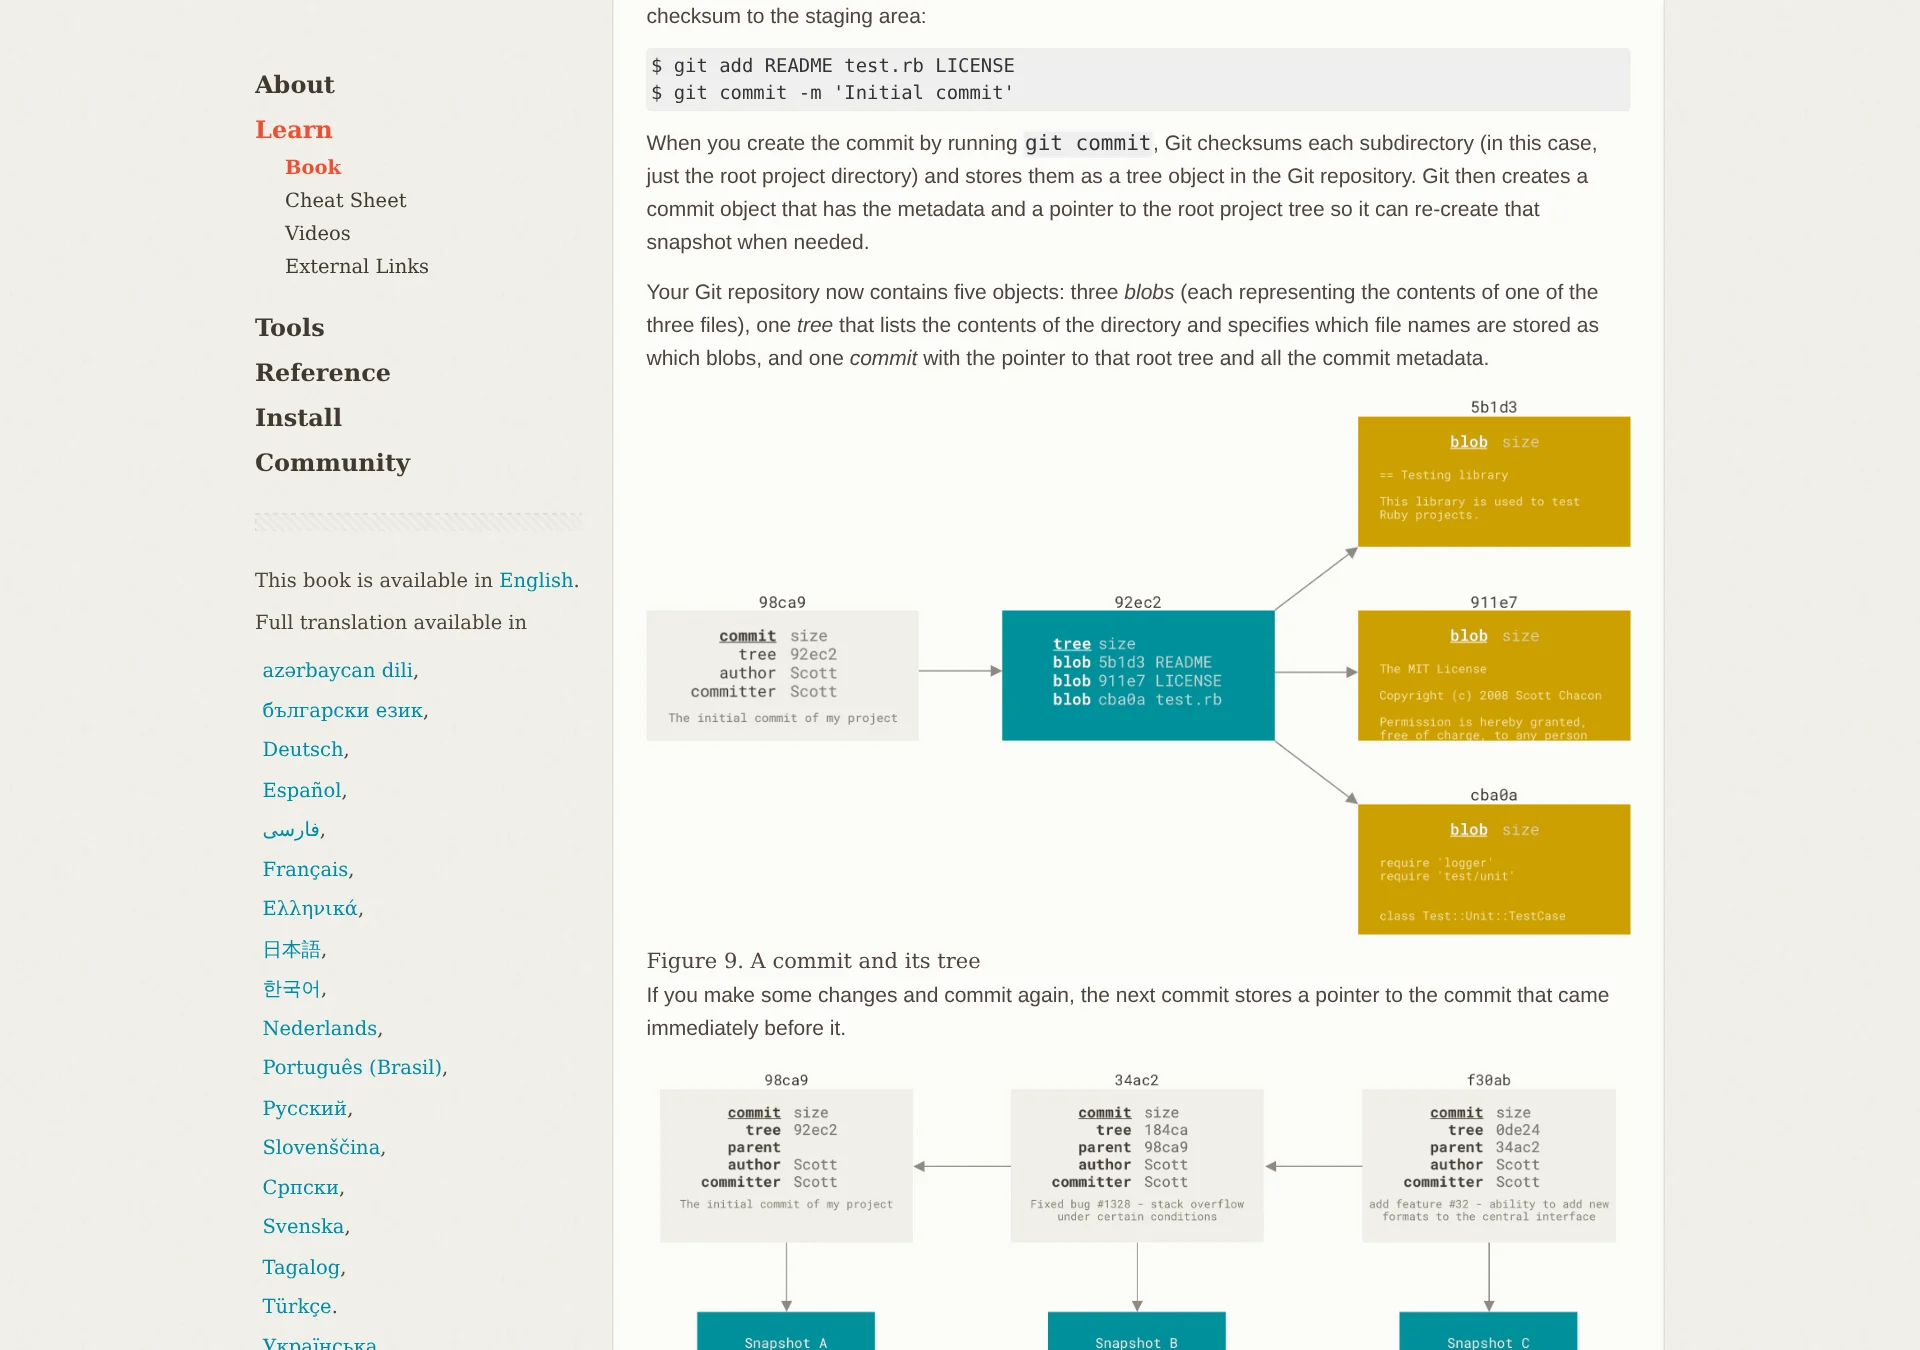 About
Learn
Book
Cheat Sheet
Videos
External Links
Tools
Reference
Install
Community
This book is available in English.
Full translation available in
azərbaycan dili,
български език,
Deutsch,
Español,
فارسی,
Français,
Ελληνικά,
日本語,
한국어,
Nederlands,
Português (Brasil),
Русский,
Slovenščina,
Српски,
Svenska,
Tagalog,
Türkçe.
Українська
checksum to the staging area:
$ git add README test.rb LICENSE
$ git commit -m 'Initial commit'
When you create the commit by running git commit, Git checksums each subdirectory (in this case,
just the root project directory) and stores them as a tree object in the Git repository. Git then creates a
commit object that has the metadata and a pointer to the root project tree so it can re-create that
snapshot when needed.
Your Git repository now contains five objects: three blobs (each representing the contents of one of the
three files), one tree that lists the contents of the directory and specifies which file names are stored as
which blobs, and one commit with the pointer to that root tree and all the commit metadata.
98ca9
commit size
tree 92ec2
author Scott
committer Scott
The initial commit of my project
92ec2
tree size
blob 5b1d3 README
blob 911e7 LICENSE
blob cba0a test.rb
5b1d3
blob size
== Testing library
This library is used to test
Ruby projects.
911e7
blob size
The MIT License
Copyright (c) 2008 Scott Chacon
Permission is hereby granted,
free of charge, to any person
cba0a
blob size
require 'logger'
require 'test/unit'
class Test::Unit::TestCase
Figure 9. A commit and its tree
If you make some changes and commit again, the next commit stores a pointer to the commit that came
immediately before it.
98ca9
commit size
tree 92ec2
parent
author Scott
committer Scott
The initial commit of my project
Snapshot A
34ac2
commit size
tree 184ca
parent 98ca9
author Scott
committer Scott
Fixed bug #1328 - stack overflow
under certain conditions
Snapshot B
f30ab
commit size
tree 0de24
parent 34ac2
author Scott
committer Scott
add feature #32 - ability to add new
formats to the central interface
Snapshot C